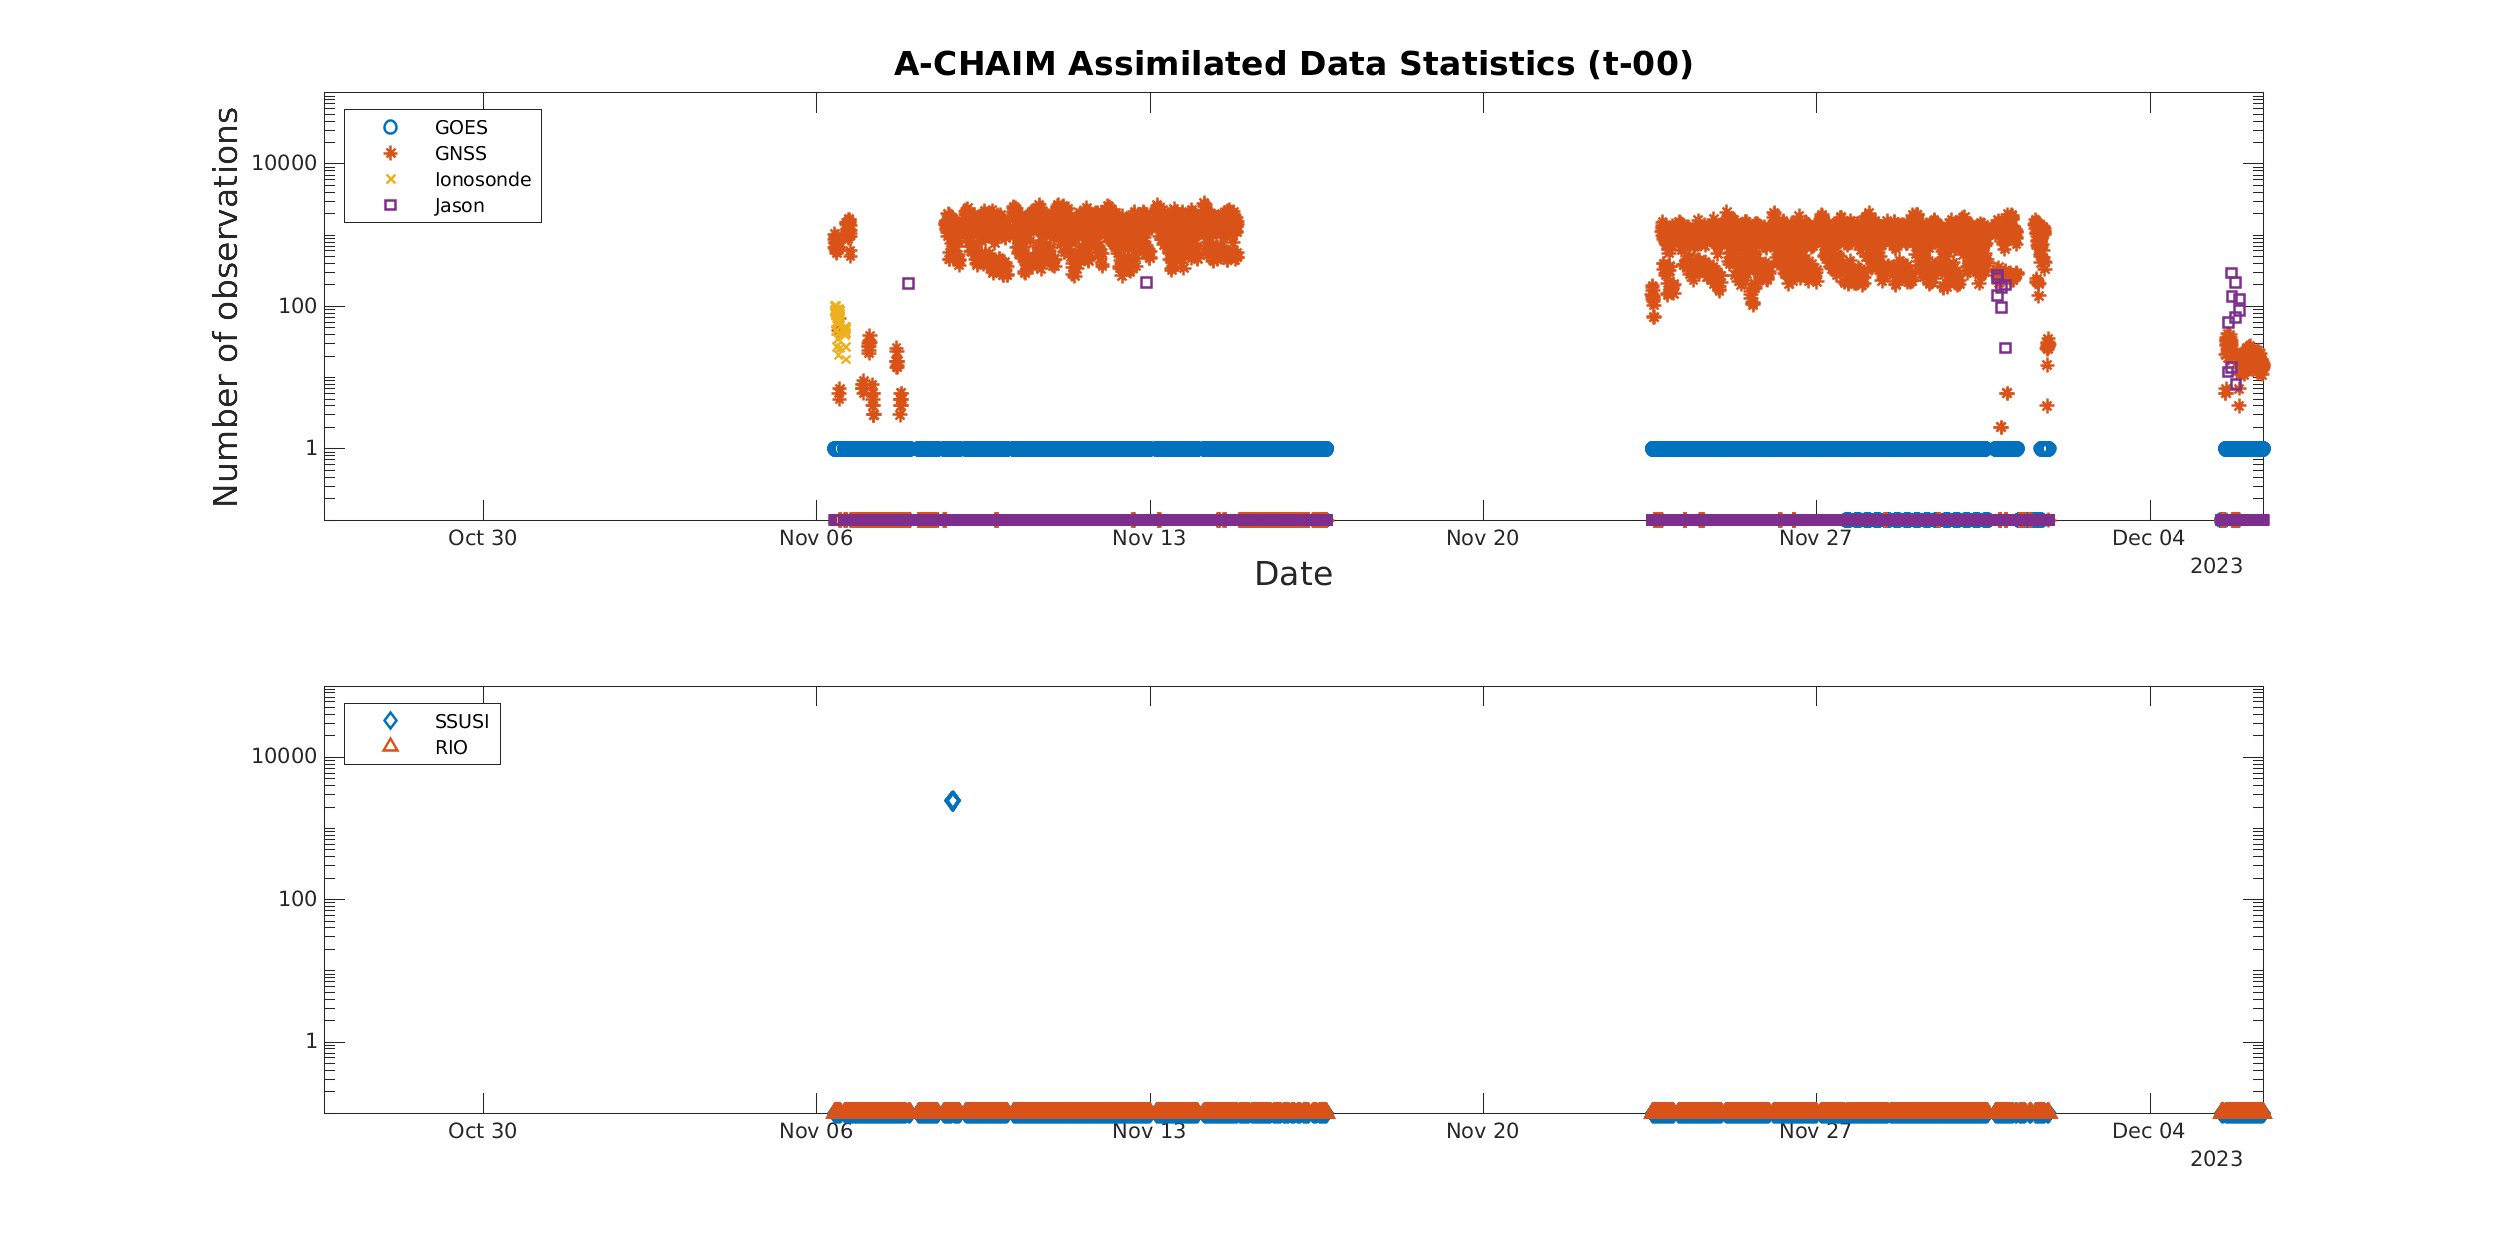 A-CHAIM Assimilated Data Statistics (t-00)
Number of observations
GOES
GNSS
Ionosonde
Jason
10000
100
1
Oct 30
Nov 06
Nov 13
Nov 20
Nov 27
Dec 04
2023
Date
SSUSI
RIO
10000
100
1
Oct 30
Nov 06
Nov 13
Nov 20
Nov 27
Dec 04
2023